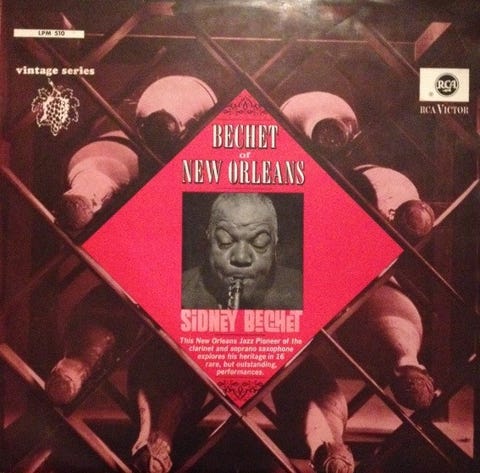 LPM 510
vintage series
RCA
RCA VICTOR
BECHET
of
NEW ORLEANS
SIDNEY BECHET
This New Orleans Jazz Pioneer of the
clarinet and soprano saxophone
explores his heritage in 16
rare, but outstanding,
performances.